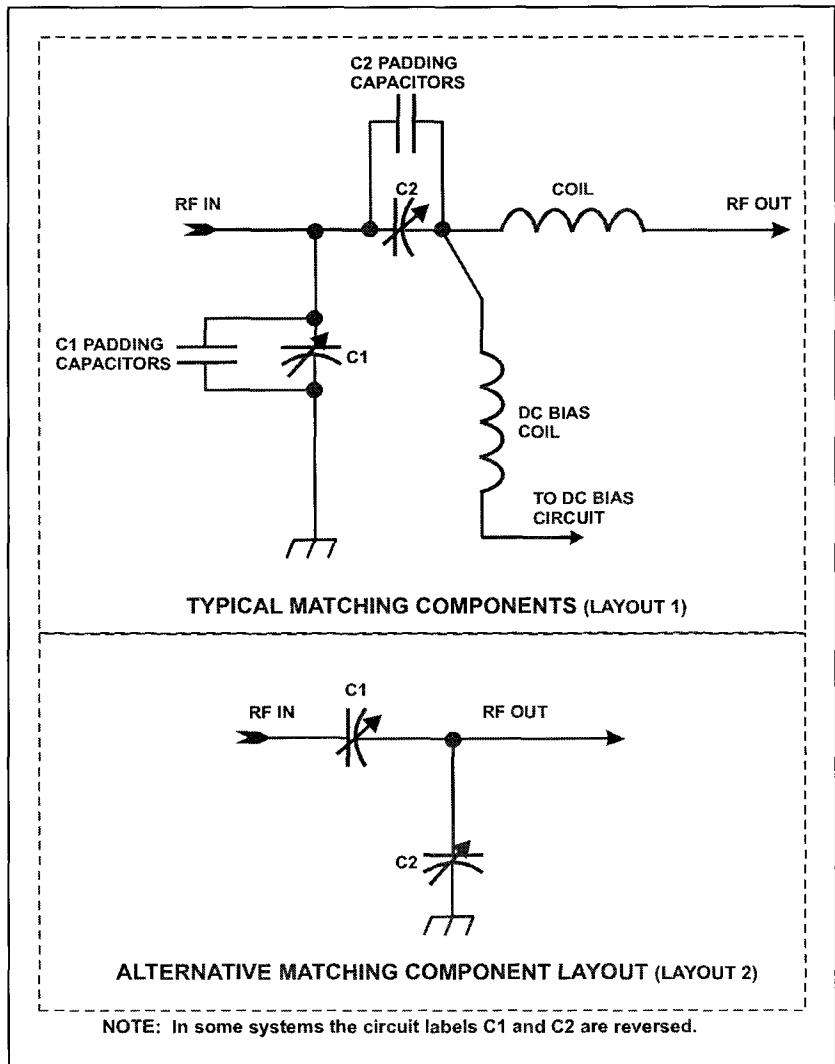 C2 PADDING
CAPACITORS
C2
COIL
RF IN
RF OUT
C1 PADDING
CAPACITORS
C1
DC BIAS
COIL
TO DC BIAS
CIRCUIT
TYPICAL MATCHING COMPONENTS (LAYOUT 1)
C1
RF IN
RF OUT
C2
ALTERNATIVE MATCHING COMPONENT LAYOUT (LAYOUT 2)
NOTE: In some systems the circuit labels C1 and C2 are reversed.